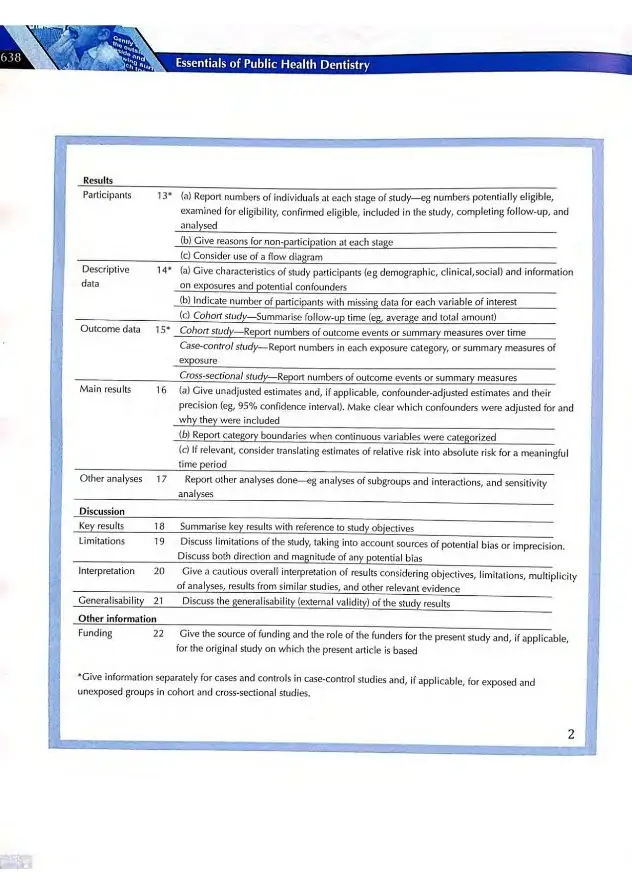 638
Essentials of Public Health Dentistry
Results
Participants 13* (a) Report numbers of individuals at each stage of study—eg numbers potentially eligible,
examined for eligibility, confirmed eligible, included in the study, completing follow-up, and
analysed
(b) Give reasons for non-participation at each stage
(c) Consider use of a flow diagram
Descriptive 14* (a) Give characteristics of study participants (eg demographic, clinical,social) and information
data on exposures and potential confounders
(b) Indicate number of participants with missing data for each variable of interest
(c) Cohort study—Summarise follow-up time (eg, average and total amount)
Outcome data 15* Cohort study—Report numbers of outcome events or summary measures over time
Case-control study—Report numbers in each exposure category, or summary measures of
exposure
Cross-sectional study—Report numbers of outcome events or summary measures
Main results 16 (a) Give unadjusted estimates and, if applicable, confounder-adjusted estimates and their
precision (eg, 95% confidence interval). Make clear which confounders were adjusted for and
why they were included
(b) Report category boundaries when continuous variables were categorized
(c) If relevant, consider translating estimates of relative risk into absolute risk for a meaningful
time period
Other analyses 17 Report other analyses done—eg analyses of subgroups and interactions, and sensitivity
analyses
Discussion
Key results 18 Summarise key results with reference to study objectives
Limitations 19 Discuss limitations of the study, taking into account sources of potential bias or imprecision.
Discuss both direction and magnitude of any potential bias
Interpretation 20 Give a cautious overall interpretation of results considering objectives, limitations, multiplicity
of analyses, results from similar studies, and other relevant evidence
Generalisability 21 Discuss the generalisability (external validity) of the study results
Other information
Funding 22 Give the source of funding and the role of the funders for the present study and, if applicable,
for the original study on which the present article is based
*Give information separately for cases and controls in case-control studies and, if applicable, for exposed and
unexposed groups in cohort and cross-sectional studies.
2